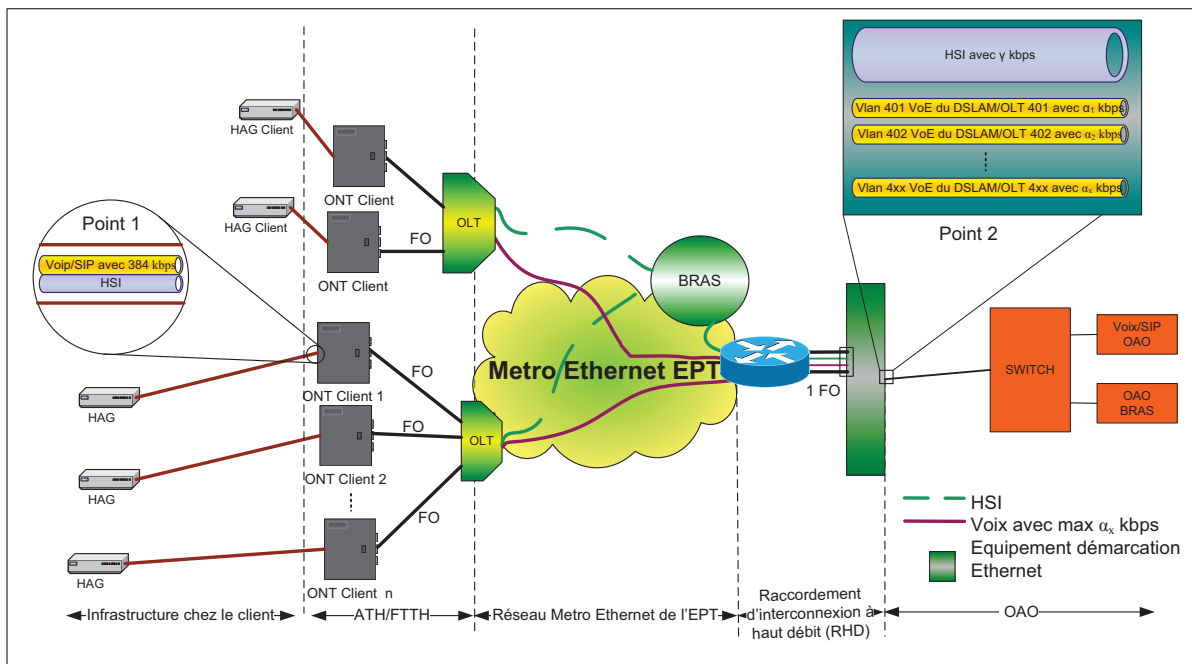 HSI avec γ kbps
Vlan 401 VoE du DSLAM/OLT 401 avec α1 kbps
Vlan 402 VoE du DSLAM/OLT 402 avec α2 kbps
Vlan 4xx VoE du DSLAM/OLT 4xx avec αx kbps
Point 2
HAG Client
ONT Client
HAG Client
ONT Client
FO
OLT
Point 1
Voip/SIP avec 384 kbps
HSI
BRAS
Metro Ethernet EPT
1 FO
SWITCH
Voix/SIP
OAO
OAO
BRAS
HAG
ONT Client 1
FO
HAG
ONT Client 2
FO
OLT
HAG
ONT Client n
FO
HSI
Voix avec max αx kbps
Equipement démarcation
Ethernet
Infrastructure chez le client
ATH/FTTH
Réseau Metro Ethernet de l'EPT
Raccordement
d'interconnexion à
haut débit (RHD)
OAO